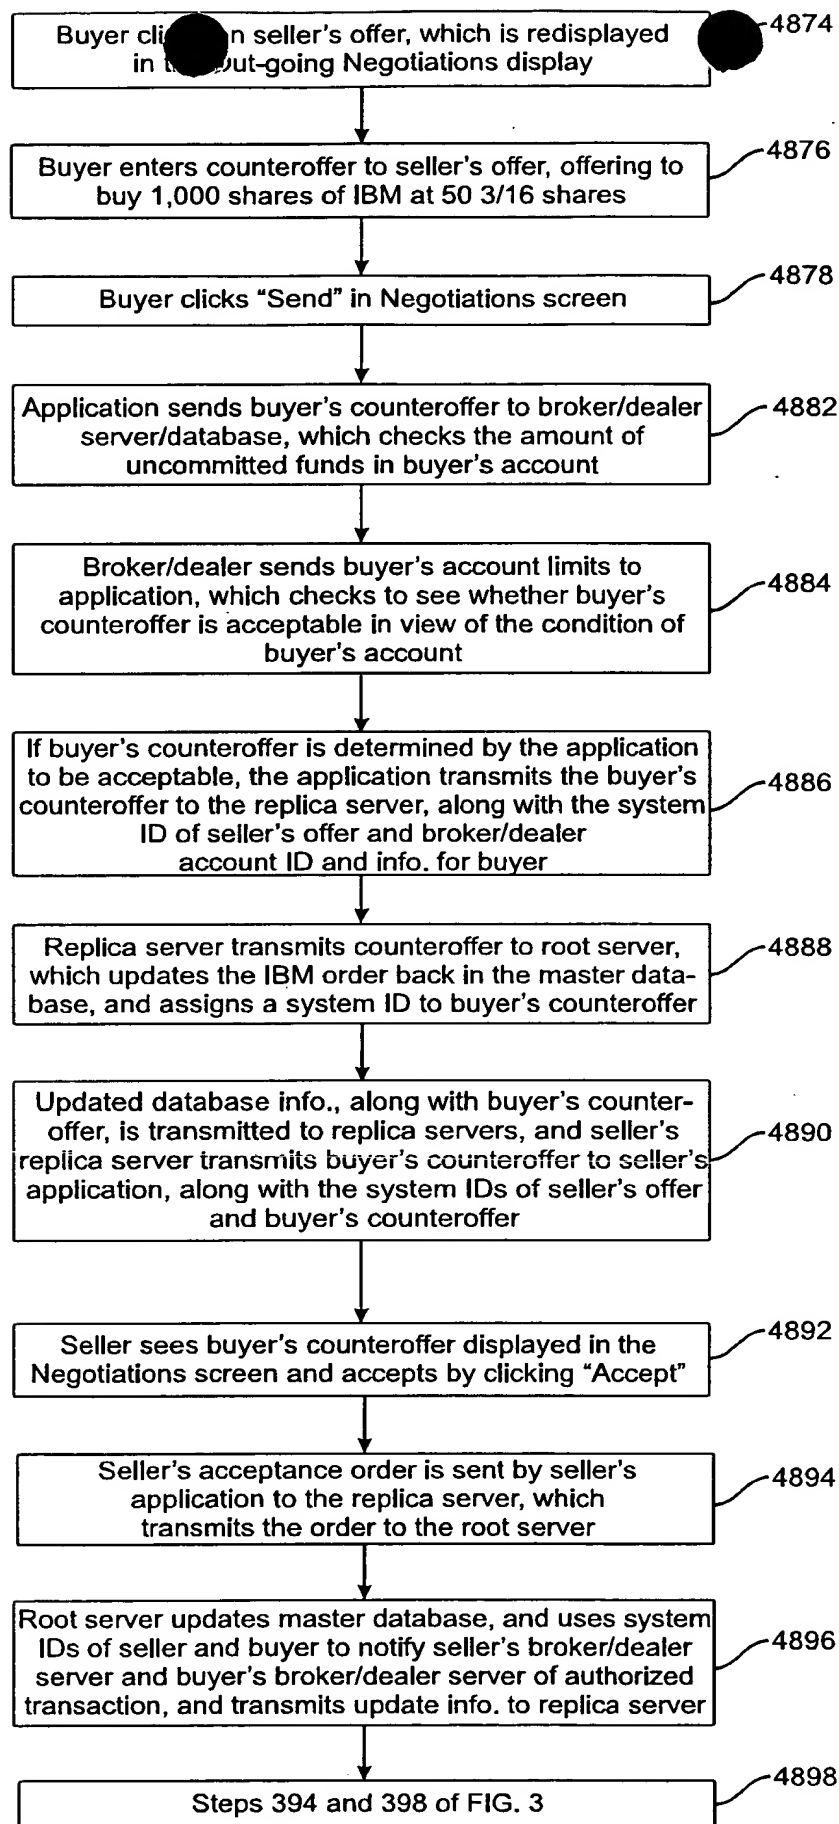 Buyer seller's offer, which is redisplayed
in Negotiations display
4874
Buyer enters counteroffer to seller's offer, offering to
buy 1,000 shares of IBM at 50 3/16 shares
4876
Buyer clicks “Send” in Negotiations screen
4878
Application sends buyer's counteroffer to broker/dealer
server/database, which checks the amount of
uncommitted funds in buyer's account
4882
Broker/dealer sends buyer's account limits to
application, which checks to see whether buyer's
counteroffer is acceptable in view of the condition of
buyer's account
4884
If buyer's counteroffer is determined by the application
to be acceptable, the application transmits the buyer's
counteroffer to the replica server, along with the system
ID of seller's offer and broker/dealer
account ID and info. for buyer
4886
Replica server transmits counteroffer to root server,
which updates the IBM order back in the master data-
base, and assigns a system ID to buyer's counteroffer
4888
Updated database info., along with buyer's counter-
offer, is transmitted to replica servers, and seller's
replica server transmits buyer's counteroffer to seller's
application, along with the system IDs of seller's offer
and buyer's counteroffer
4890
Seller sees buyer's counteroffer displayed in the
Negotiations screen and accepts by clicking “Accept”
4892
Seller's acceptance order is sent by seller's
application to the replica server, which
transmits the order to the root server
4894
Root server updates master database, and uses system
IDs of seller and buyer to notify seller's broker/dealer
server and buyer's broker/dealer server of authorized
transaction, and transmits update info. to replica server
4896
Steps 394 and 398 of FIG. 3
4898